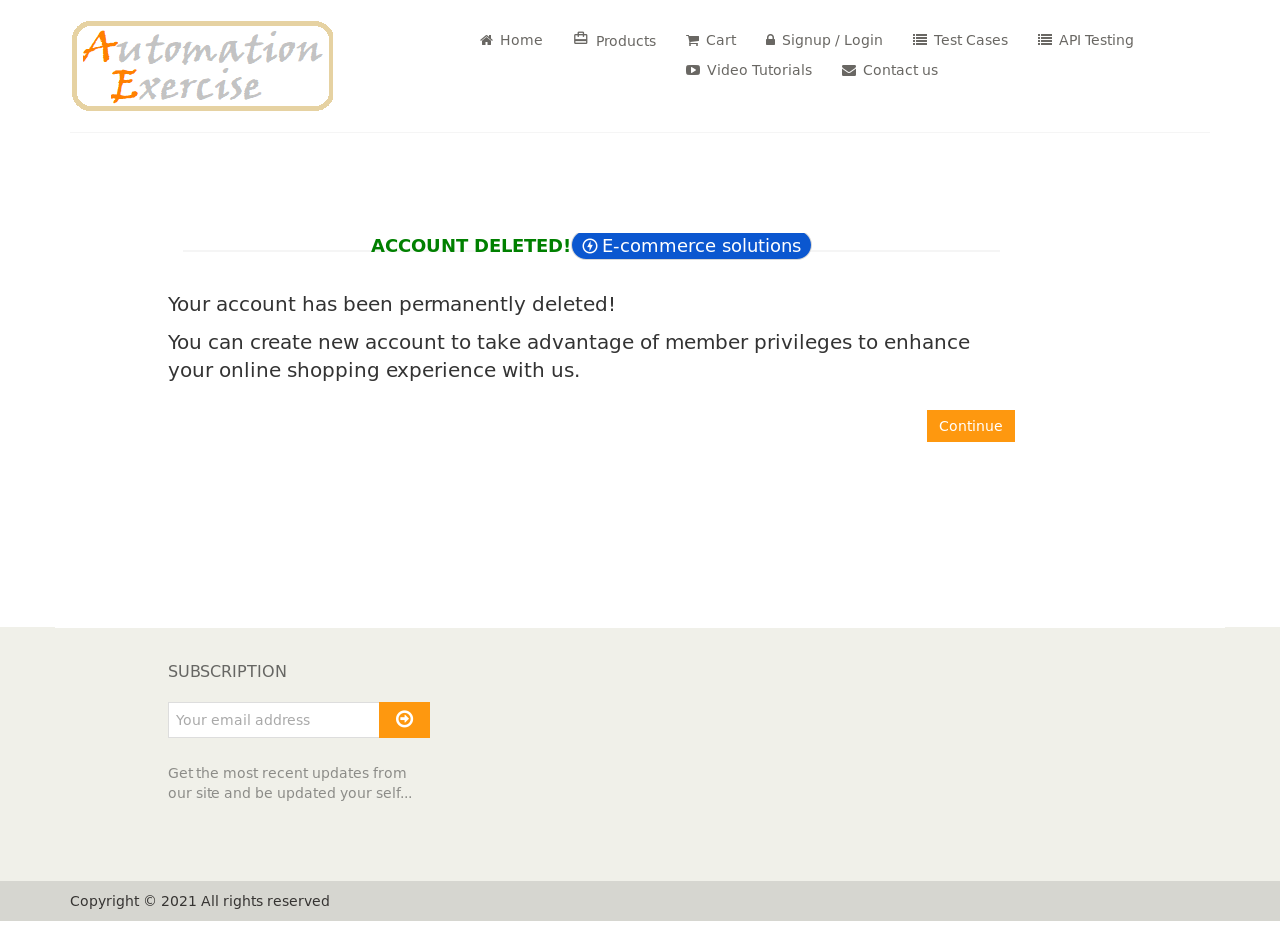 Automation
Exercise
Home
Products
Cart
Signup / Login
Test Cases
API Testing
Video Tutorials
Contact us
ACCOUNT DELETED! E-commerce solutions
Your account has been permanently deleted!
You can create new account to take advantage of member privileges to enhance
your online shopping experience with us.
Continue
SUBSCRIPTION
Your email address
Get the most recent updates from
our site and be updated your self...
Copyright © 2021 All rights reserved